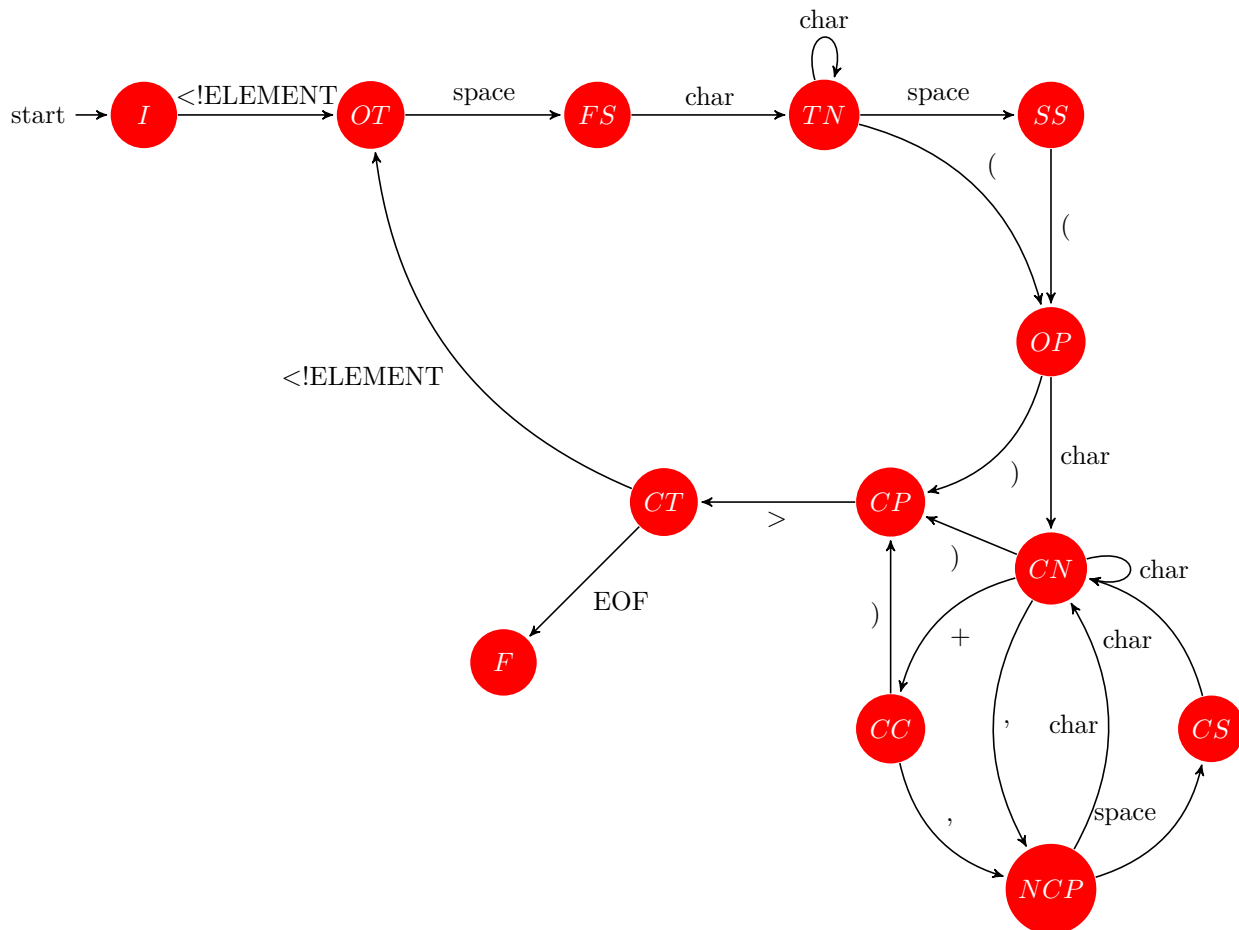 char
start
I
<!ELEMENT
OT
space
FS
char
TN
space
SS
(
(
OP
<!ELEMENT
)
char
CT
>
CP
)
CN
char
EOF
)
+
char
F
CC
,
char
CS
,
space
NCP